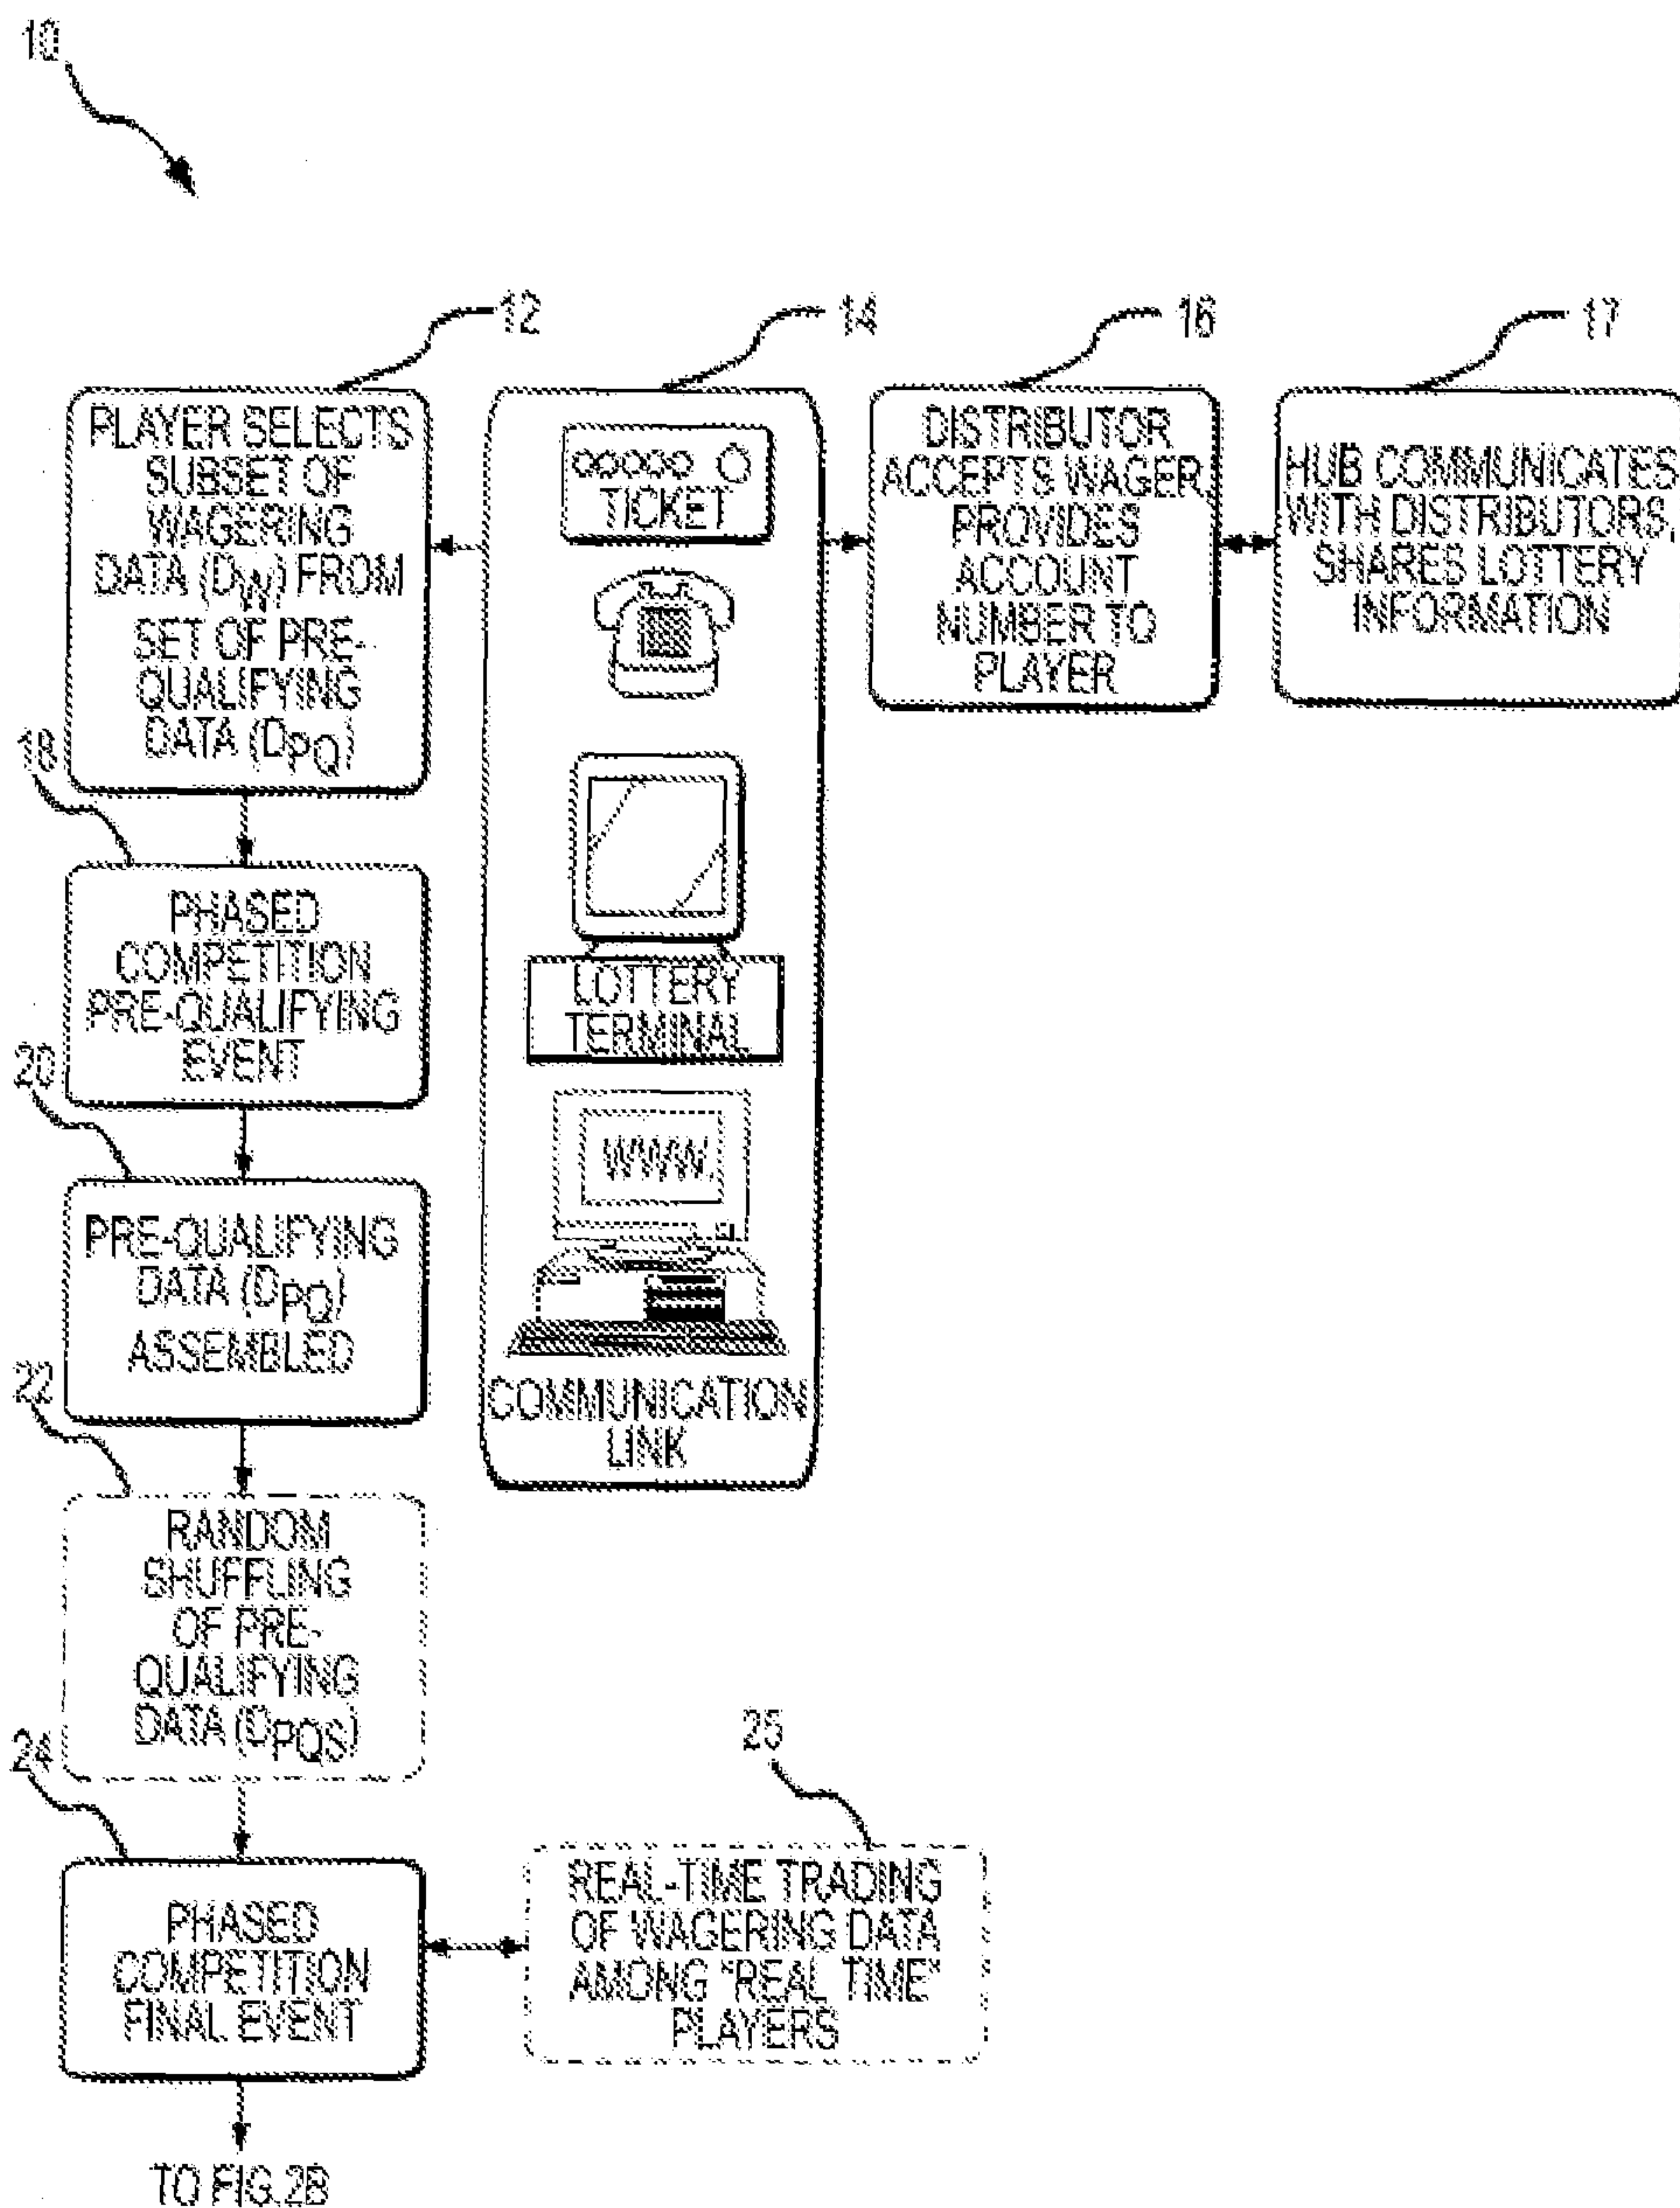 10
12
14
16
17
PLAYER SELECTS
SUBSET OF
WAGERING
DATA (DW) FROM
SET OF PRE-
QUALIFYING
DATA (DPQ)
TICKET
LOTTERY
TERMINAL
WWW.
COMMUNICATION
LINK
DISTRIBUTOR
ACCEPTS WAGER,
PROVIDES
ACCOUNT
NUMBER TO
PLAYER
HUB COMMUNICATES
WITH DISTRIBUTORS,
SHARES LOTTERY
INFORMATION
18
PHASED
COMPETITION
PRE-QUALIFYING
EVENT
20
PRE-QUALIFYING
DATA (DPQ)
ASSEMBLED
22
RANDOM
SHUFFLING
OF PRE-
QUALIFYING
DATA (DPQS)
24
PHASED
COMPETITION
FINAL EVENT
25
REAL-TIME TRADING
OF WAGERING DATA
AMONG "REAL TIME"
PLAYERS
TO FIG.2B